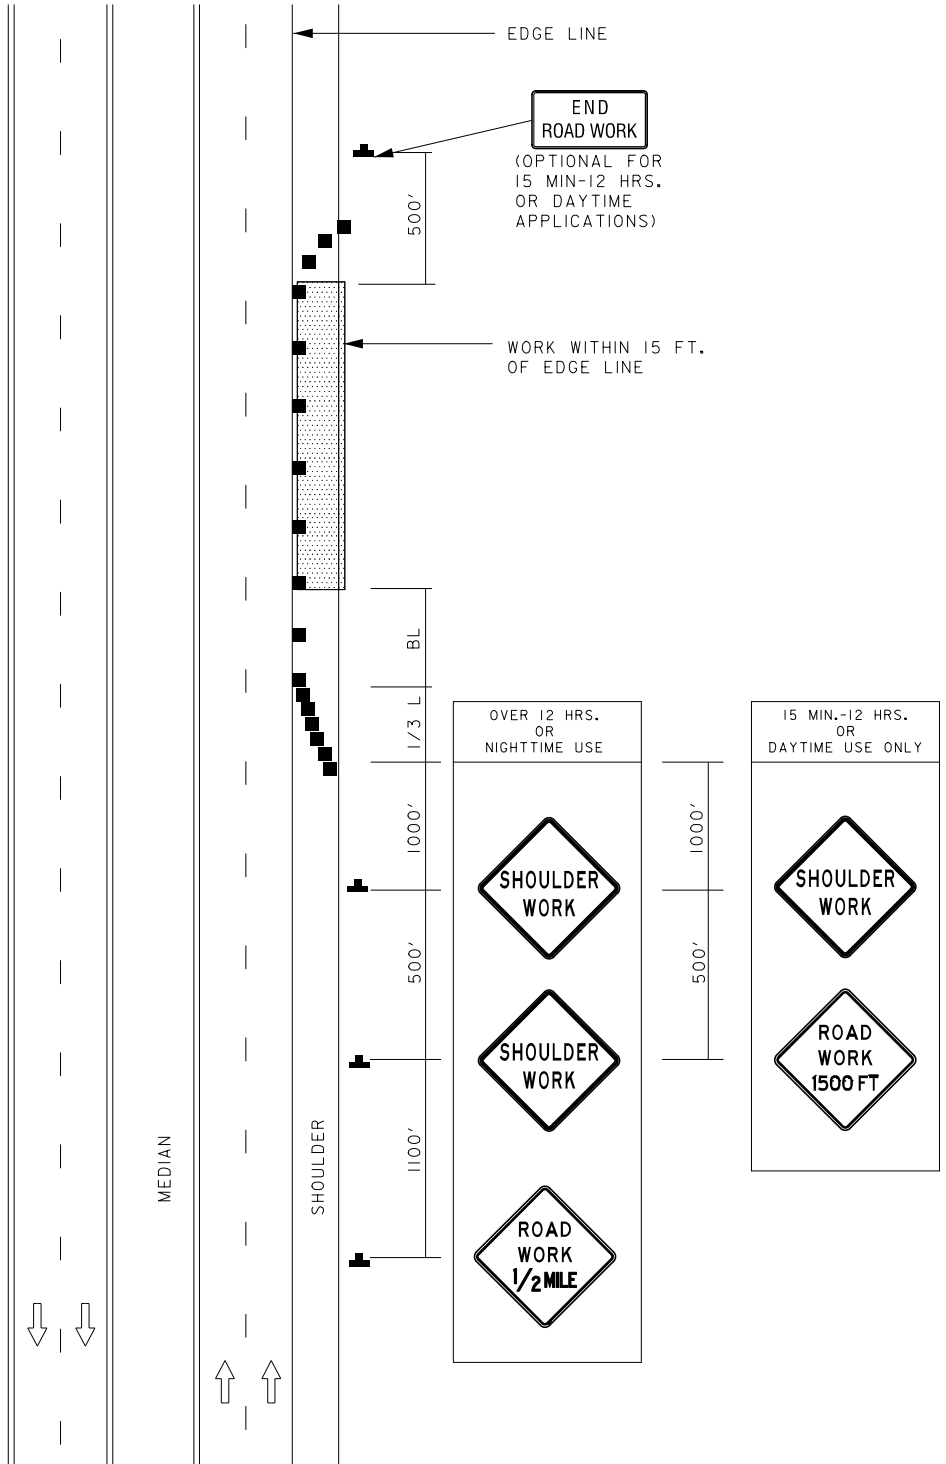 EDGE LINE
END
ROAD WORK
(OPTIONAL FOR
15 MIN-12 HRS.
OR DAYTIME
APPLICATIONS)
500'
WORK WITHIN 15 FT.
OF EDGE LINE
BL
1/3 L
1000'
500'
1100'
OVER 12 HRS.
OR
NIGHTTIME USE
SHOULDER
WORK
SHOULDER
WORK
ROAD
WORK
1/2 MILE
1000'
500'
15 MIN.-12 HRS.
OR
DAYTIME USE ONLY
SHOULDER
WORK
ROAD
WORK
1500 FT
MEDIAN
SHOULDER